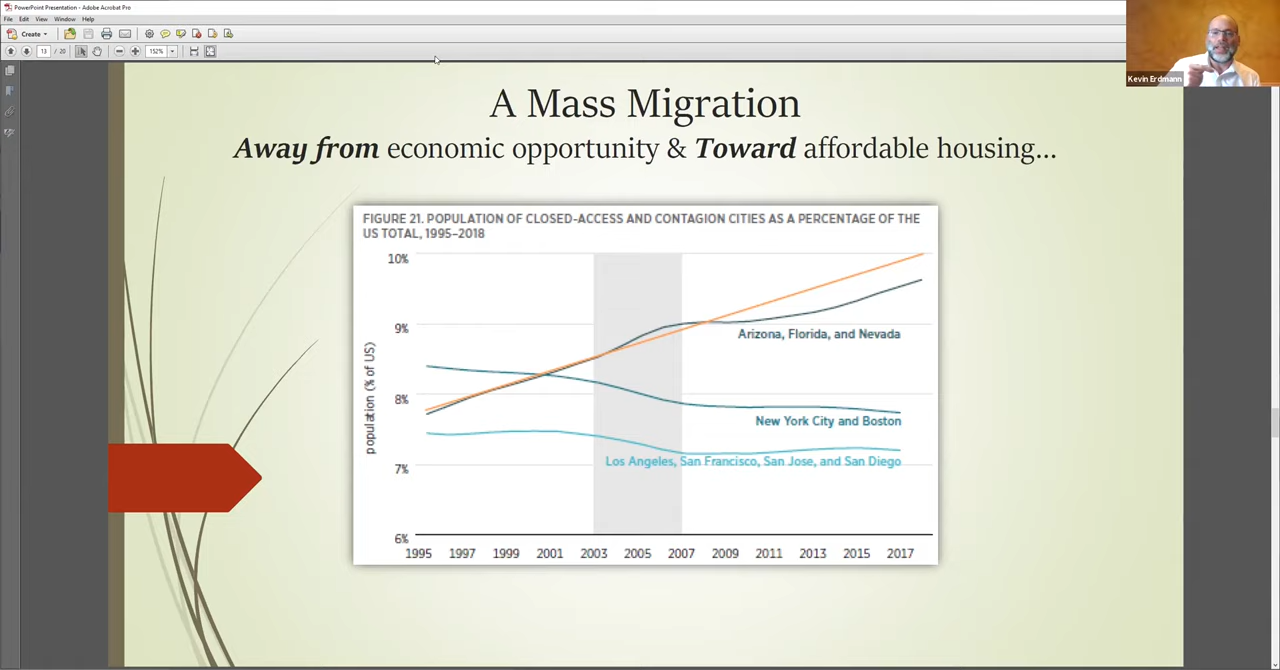 PowerPoint Presentation - Adobe Acrobat Pro
File Edit View Window Help
Create
13 / 20 152%
Kevin Erdmann
A Mass Migration
Away from economic opportunity & Toward affordable housing...
FIGURE 21. POPULATION OF CLOSED-ACCESS AND CONTAGION CITIES AS A PERCENTAGE OF THE
US TOTAL, 1995–2018
10%
9%
8%
7%
6%
population (% of US)
Arizona, Florida, and Nevada
New York City and Boston
Los Angeles, San Francisco, San Jose, and San Diego
1995 1997 1999 2001 2003 2005 2007 2009 2011 2013 2015 2017